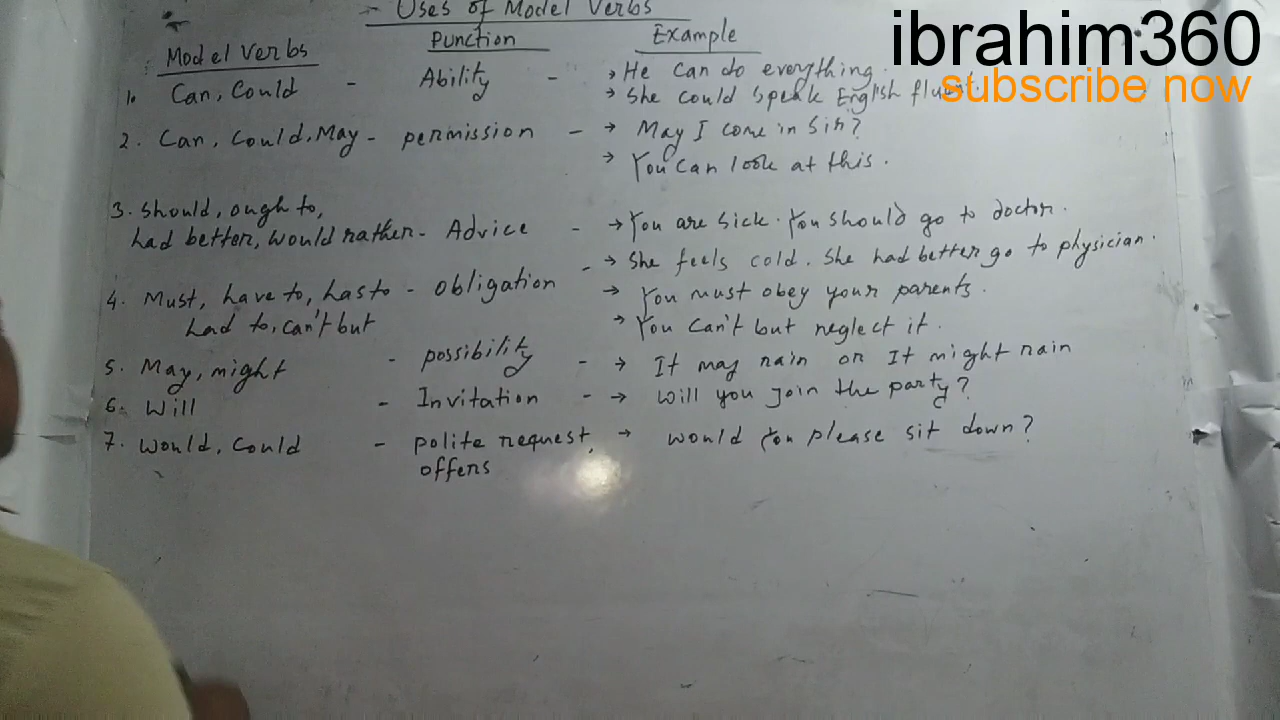 Uses of Model Verbs
Model Verbs Function Example
1. Can, Could - Ability - → He can do everything.
→ She could speak English fluent.
2. Can, Could, May - permission - → May I come in Sir?
→ You can look at this.
3. should, ough to,
had better, would rather - Advice - → You are sick. You should go to doctor.
- → She feels cold. She had better go to physician.
4. Must, have to, has to - obligation → You must obey your parents.
had to, can't but → You can't but neglect it.
5. May, might - possibility - → It may rain or It might rain
6. Will - Invitation - → Will you join the party?
7. Would, Could - polite request, → would you please sit down?
offers
ibrahim360
subscribe now